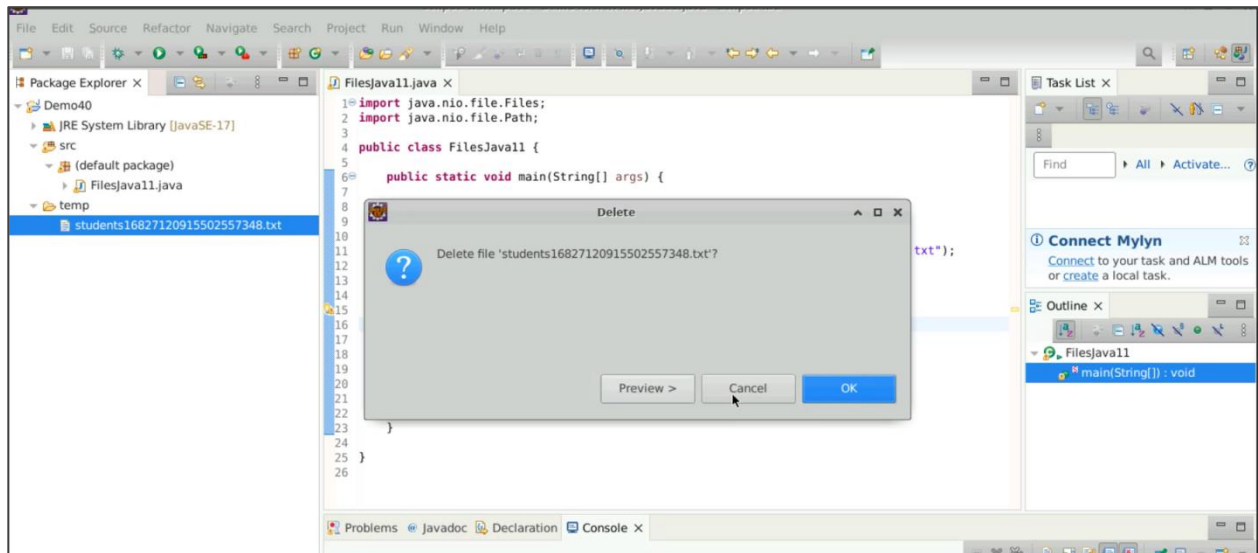 File Edit Source Refactor Navigate Search Project Run Window Help
Package Explorer
Demo40
JRE System Library [JavaSE-17]
src
(default package)
FilesJava11.java
temp
students16827120915502557348.txt
FilesJava11.java
1 import java.nio.file.Files;
2 import java.nio.file.Path;
3
4 public class FilesJava11 {
5
6 public static void main(String[] args) {
7
8
9
10
11 txt");
12
13
14
15
16
17
18
19
20
21
22
23 }
24
25 }
26
Delete
Delete file 'students16827120915502557348.txt'?
Preview >
Cancel
OK
Task List
Find
All
Activate...
Connect Mylyn
Connect to your task and ALM tools
or create a local task.
Outline
FilesJava11
main(String[]) : void
Problems
Javadoc
Declaration
Console